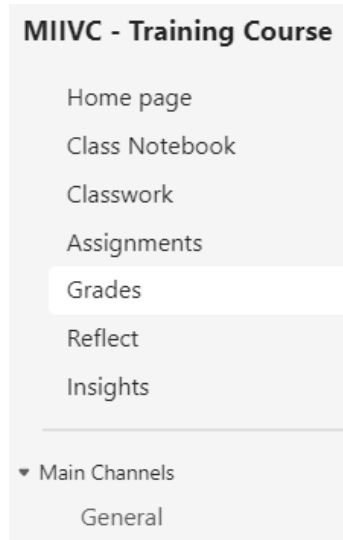 MIIVC - Training Course
Home page
Class Notebook
Classwork
Assignments
Grades
Reflect
Insights
Main Channels
General